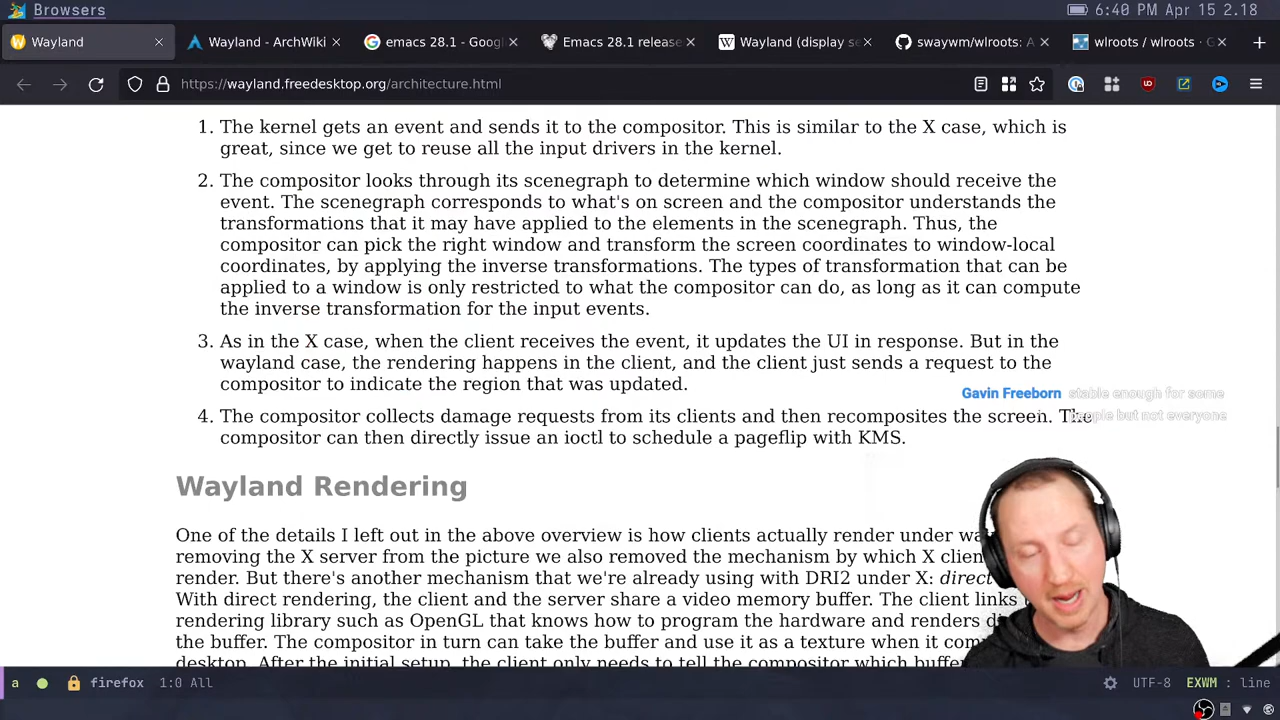 Browsers
6:40 PM Apr 15 2.18
Wayland
Wayland - ArchWiki
emacs 28.1 - Googl
Emacs 28.1 release
Wayland (display se
swaywm/wlroots: A
wlroots / wlroots · G
https://wayland.freedesktop.org/architecture.html
1. The kernel gets an event and sends it to the compositor. This is similar to the X case, which is
great, since we get to reuse all the input drivers in the kernel.
2. The compositor looks through its scenegraph to determine which window should receive the
event. The scenegraph corresponds to what's on screen and the compositor understands the
transformations that it may have applied to the elements in the scenegraph. Thus, the
compositor can pick the right window and transform the screen coordinates to window-local
coordinates, by applying the inverse transformations. The types of transformation that can be
applied to a window is only restricted to what the compositor can do, as long as it can compute
the inverse transformation for the input events.
3. As in the X case, when the client receives the event, it updates the UI in response. But in the
wayland case, the rendering happens in the client, and the client just sends a request to the
compositor to indicate the region that was updated.
Gavin Freeborn stable enough for some
people but not everyone
4. The compositor collects damage requests from its clients and then recomposites the screen. The
compositor can then directly issue an ioctl to schedule a pageflip with KMS.
Wayland Rendering
One of the details I left out in the above overview is how clients actually render under
removing the X server from the picture we also removed the mechanism by which X
render. But there's another mechanism that we're already using with DRI2 under X: direct
With direct rendering, the client and the server share a video memory buffer. The client links
rendering library such as OpenGL that knows how to program the hardware and renders
the buffer. The compositor in turn can take the buffer and use it as a texture when it
desktop. After the initial setup, the client only needs to tell the compositor which
a firefox 1:0 All
UTF-8 EXWM : line